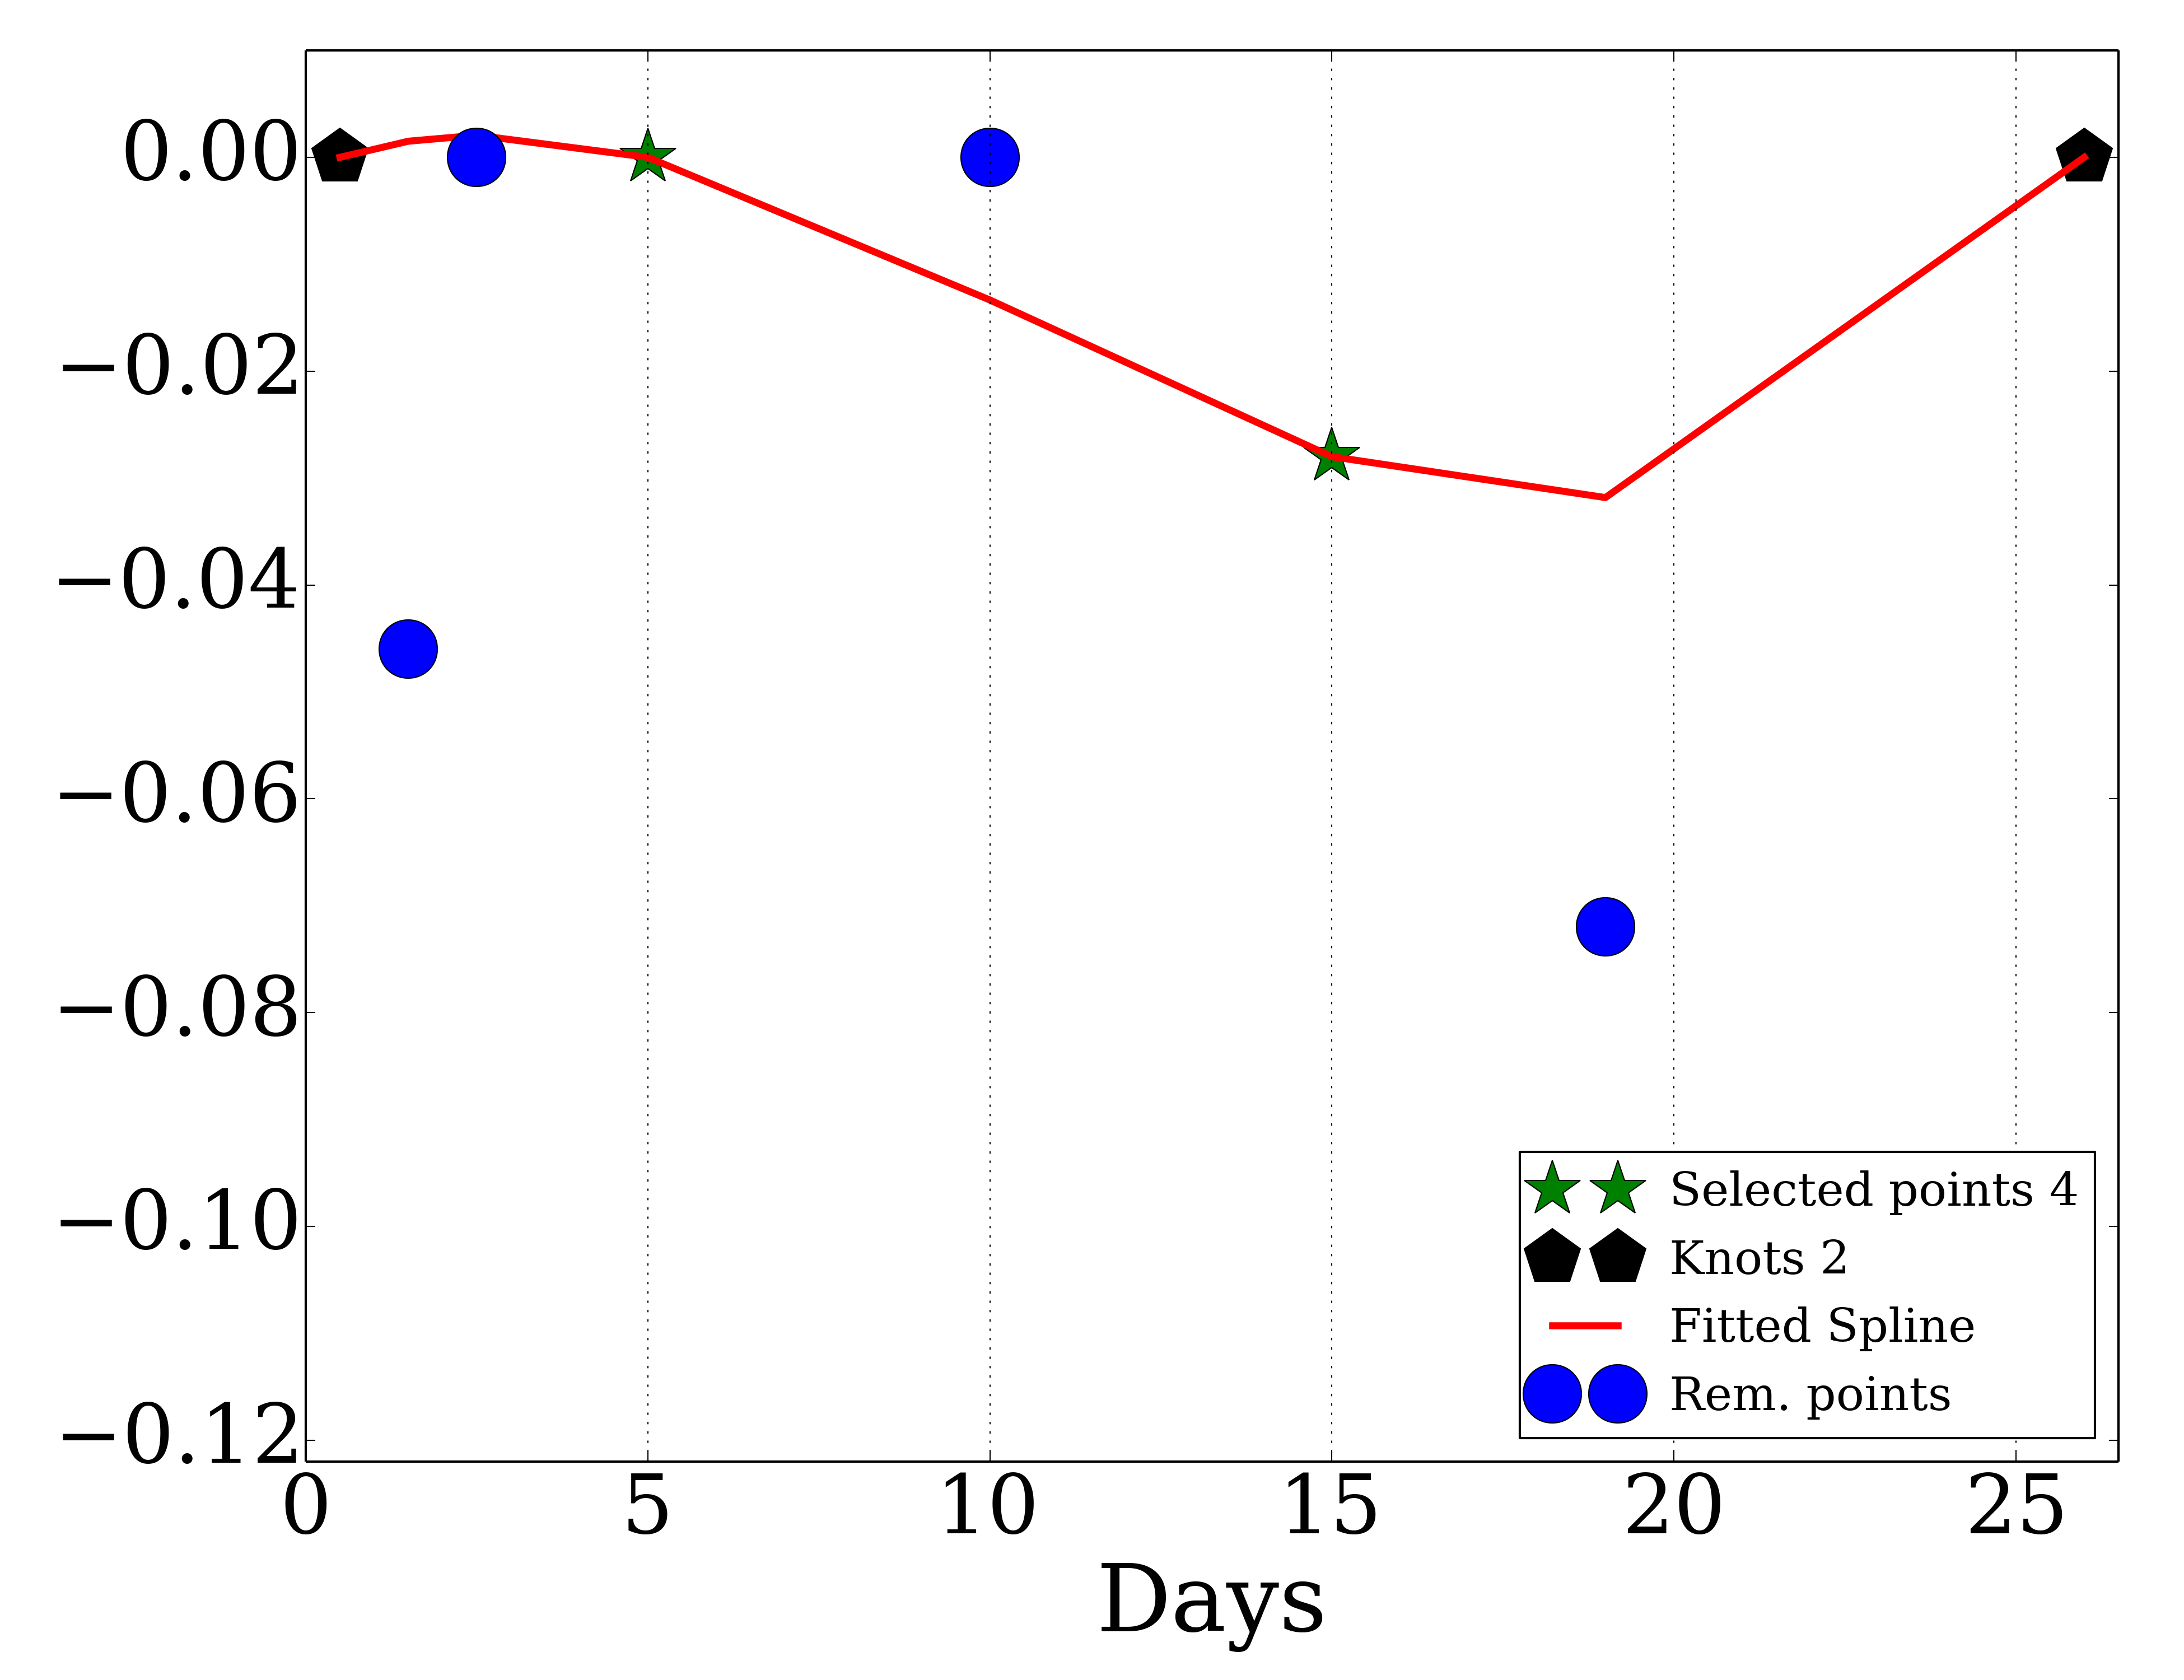 0.00
−0.02
−0.04
−0.06
−0.08
−0.10
−0.12
0 5 10 15 20 25
Days
Selected points 4
Knots 2
Fitted Spline
Rem. points